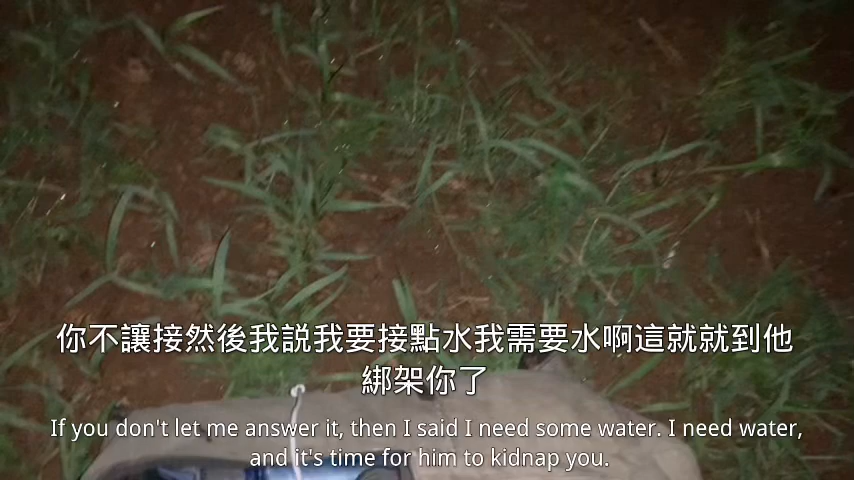 你不讓接然後我説我要接點水我需要水啊這就就到他
綁架你了
If you don't let me answer it, then I said I need some water. I need water,
and it's time for him to kidnap you.